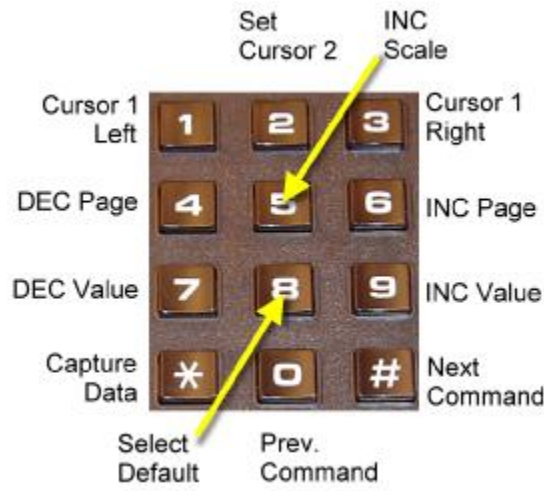 Set
Cursor 2
INC
Scale
Cursor 1
Left
1
2
3
Cursor 1
Right
DEC Page
4
5
6
INC Page
DEC Value
7
8
9
INC Value
Capture
Data
*
0
#
Next
Command
Select
Default
Prev.
Command